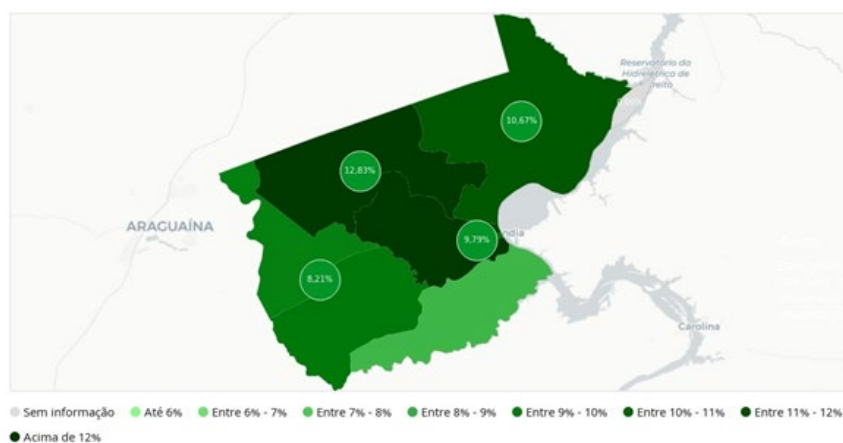 Reservatório da
Hidrelétrica de
10,67%
12,83%
ARAGUAÍNA
9,79%
8,21%
Carolina
Sem informação Até 6% Entre 6% - 7% Entre 7% - 8% Entre 8% - 9% Entre 9% - 10% Entre 10% - 11% Entre 11% - 12%
Acima de 12%